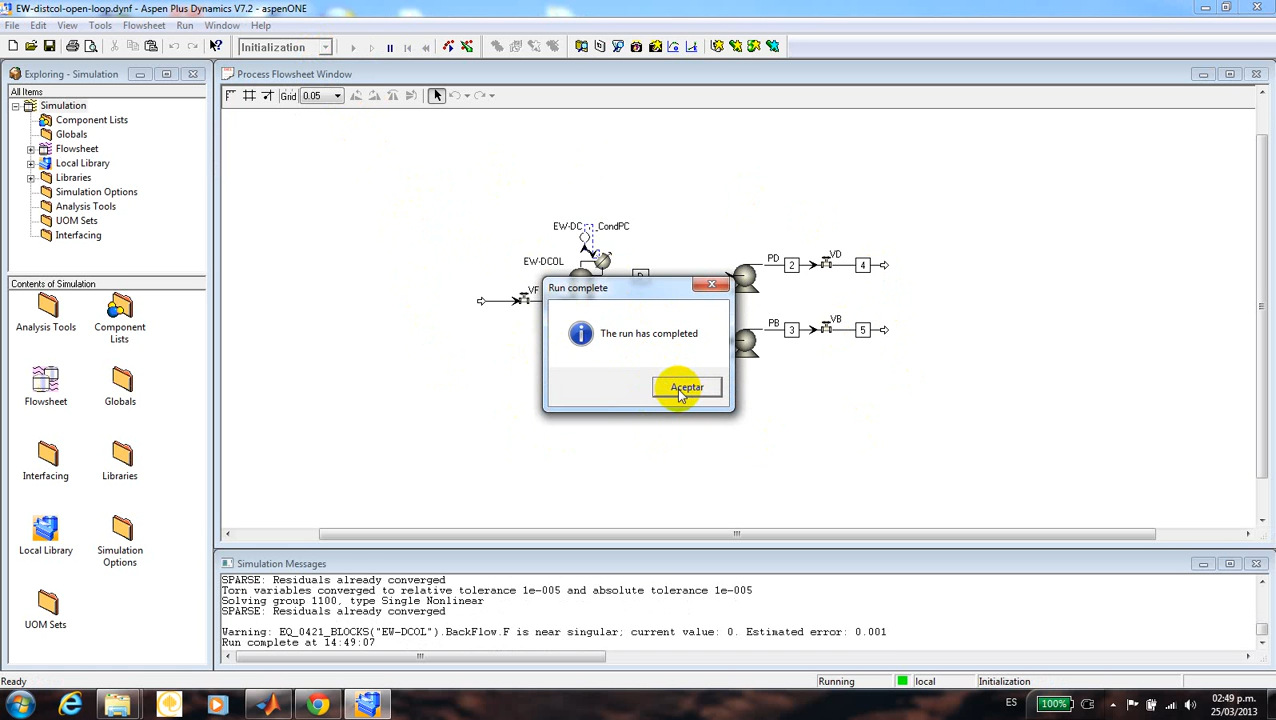 EW-distcol-open-loop.dynf - Aspen Plus Dynamics V7.2 - aspenONE
File Edit View Tools Flowsheet Run Window Help
Initialization
Exploring - Simulation
All Items
Simulation
Component Lists
Globals
Flowsheet
Local Library
Libraries
Simulation Options
Analysis Tools
UOM Sets
Interfacing
Contents of Simulation
Analysis Tools
Component Lists
Flowsheet
Globals
Interfacing
Libraries
Local Library
Simulation Options
UOM Sets
Process Flowsheet Window
Grid 0.05
EW-DC _CondPC
EW-DCOL
VF
PD 2 VD 4
PB 3 VB 5
Run complete
The run has completed
Aceptar
Simulation Messages
SPARSE: Residuals already converged
Torn variables converged to relative tolerance 1e-005 and absolute tolerance 1e-005
Solving group 1100, type Single Nonlinear
SPARSE: Residuals already converged
Warning: EQ_0421_BLOCKS("EW-DCOL").BackFlow.F is near singular; current value: 0. Estimated error: 0.001
Run complete at 14:49:07
Ready
Running local Initialization
ES 100% 02:49 p.m.
25/03/2013